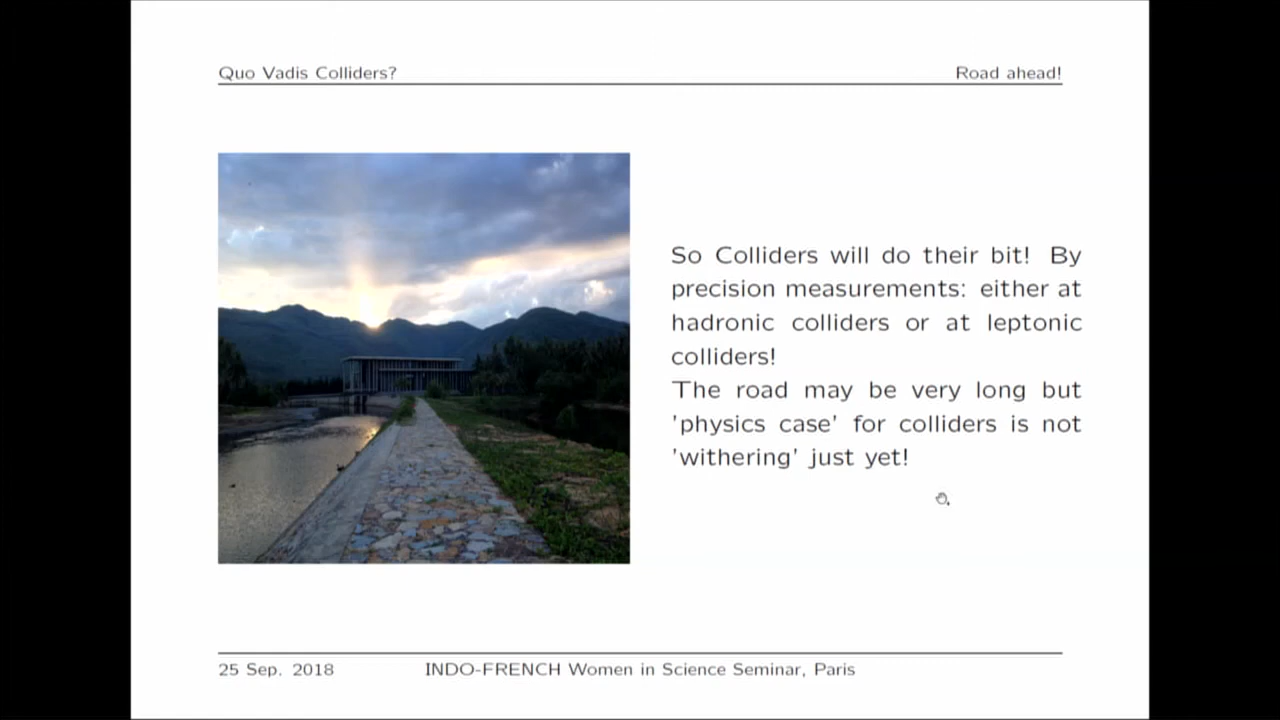 Quo Vadis Colliders?
Road ahead!
So Colliders will do their bit! By
precision measurements: either at
hadronic colliders or at leptonic
colliders!
The road may be very long but
'physics case' for colliders is not
'withering' just yet!
25 Sep. 2018
INDO-FRENCH Women in Science Seminar, Paris